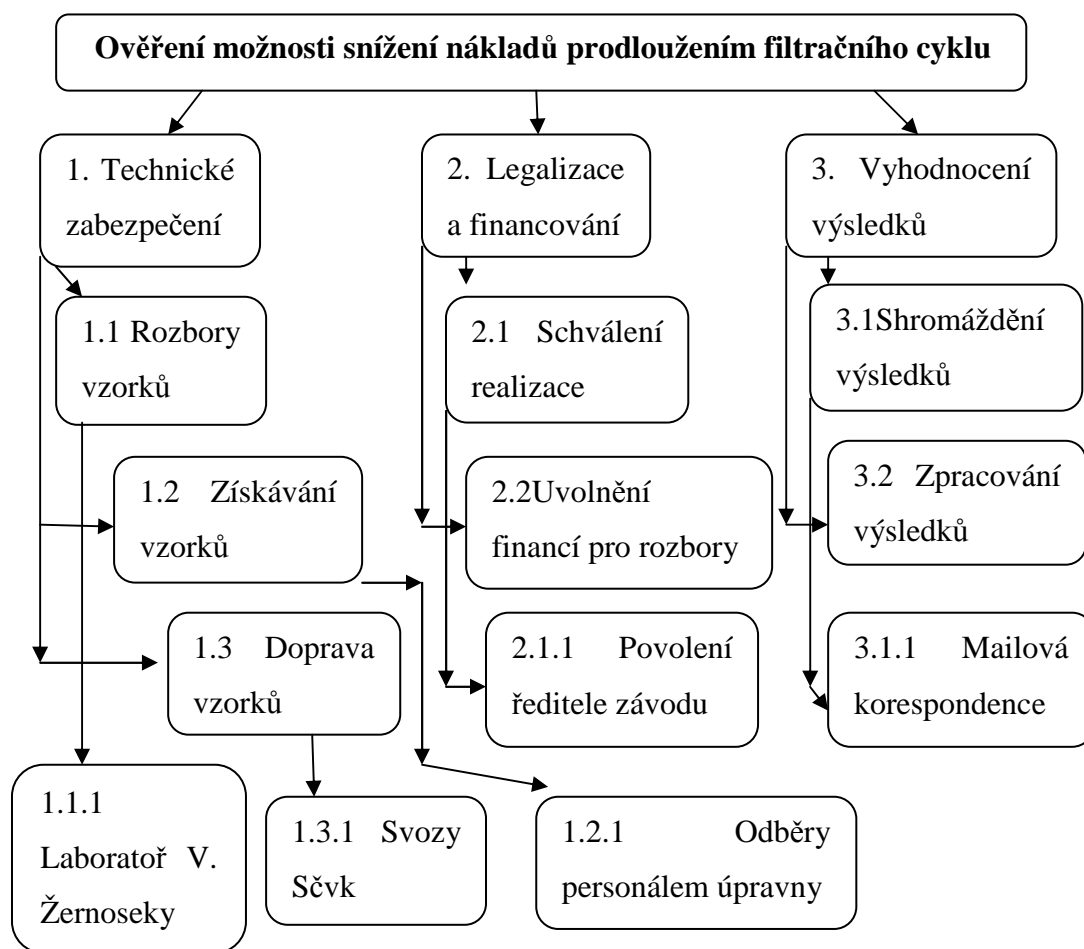 Ověření možnosti snížení nákladů prodloužením filtračního cyklu
1. Technické
zabezpečení
2. Legalizace
a financování
3. Vyhodnocení
výsledků
1.1 Rozbory
vzorků
2.1 Schválení
realizace
3.1Shromáždění
výsledků
1.2 Získávání
vzorků
2.2Uvolnění
financí pro rozbory
3.2 Zpracování
výsledků
1.3 Doprava
vzorků
2.1.1 Povolení
ředitele závodu
3.1.1 Mailová
korespondence
1.1.1
Laboratoř V.
Žernoseky
1.3.1 Svozy
Sčvk
1.2.1 Odběry
personálem úpravny